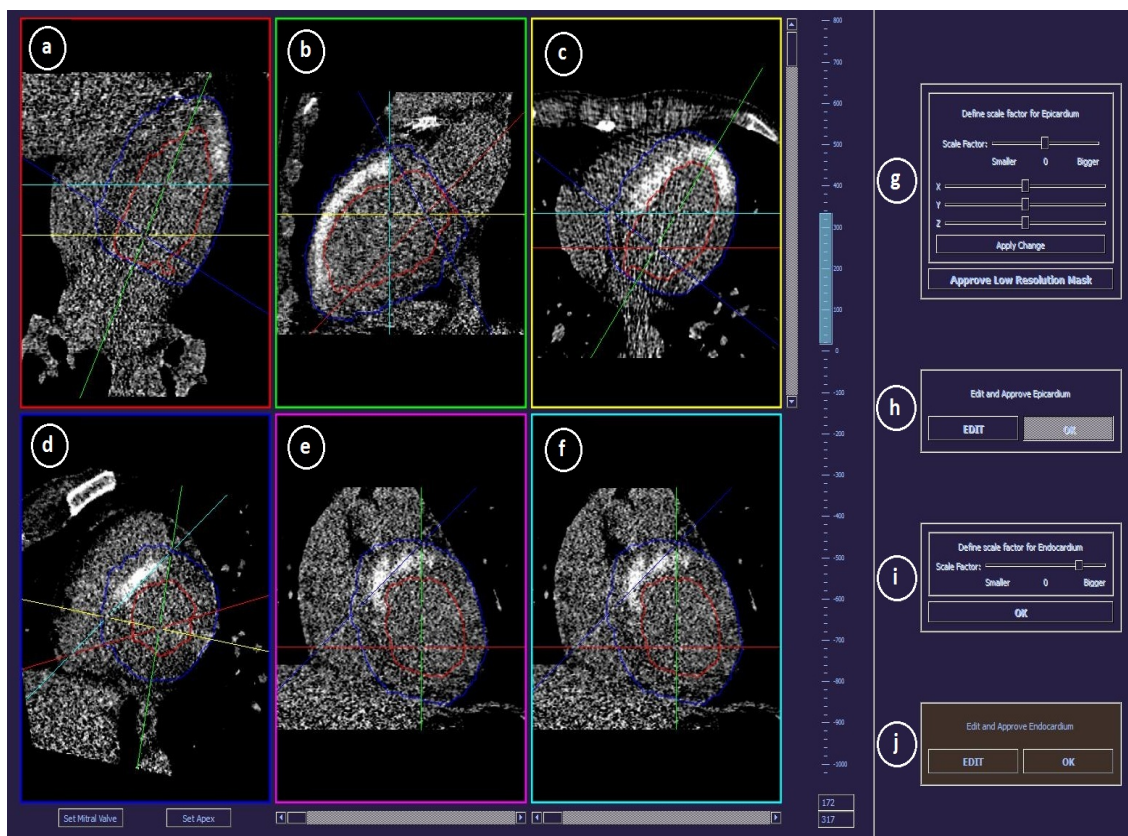 a
b
c
d
e
f
Set Mitral Valve
Set Apex
800
700
600
500
400
300
200
100
0
-100
-200
-300
-400
-500
-600
-700
-800
-900
-1000
172
317
g
Define scale factor for Epicardium
Scale Factor:
Smaller 0 Bigger
X
Y
Z
Apply Change
Approve Low Resolution Mask
h
Edit and Approve Epicardium
EDIT OK
i
Define scale factor for Endocardium
Scale Factor:
Smaller 0 Bigger
OK
j
Edit and Approve Endocardium
EDIT OK